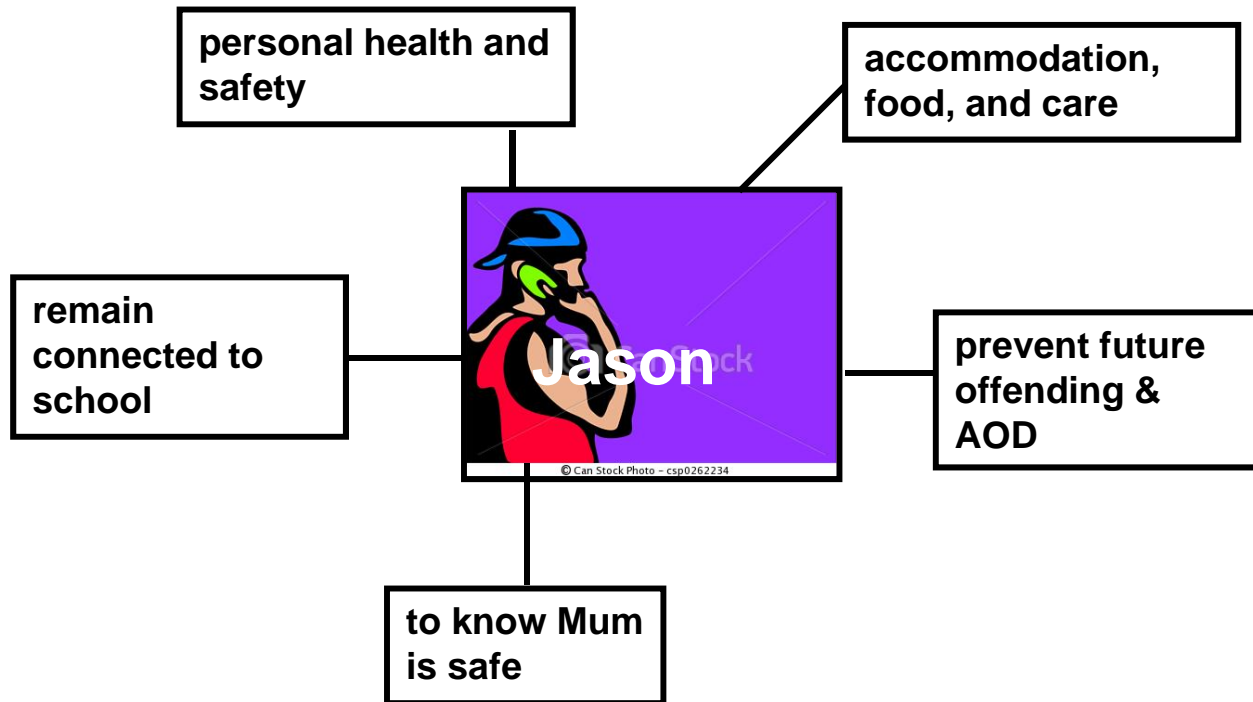 personal health and
safety
accommodation,
food, and care
remain
connected to
school
Jason
CanStock
© Can Stock Photo - csp0262234
prevent future
offending &
AOD
to know Mum
is safe